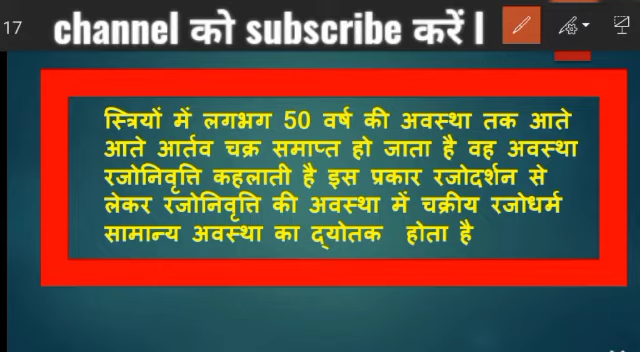 17
channel को subscribe करें l
स्त्रियों में लगभग 50 वर्ष की अवस्था तक आते
आते आर्तव चक्र समाप्त हो जाता है वह अवस्था
रजोनिवृत्ति कहलाती है इस प्रकार रजोदर्शन से
लेकर रजोनिवृत्ति की अवस्था में चक्रीय रजोधर्म
सामान्य अवस्था का द्योतक होता है